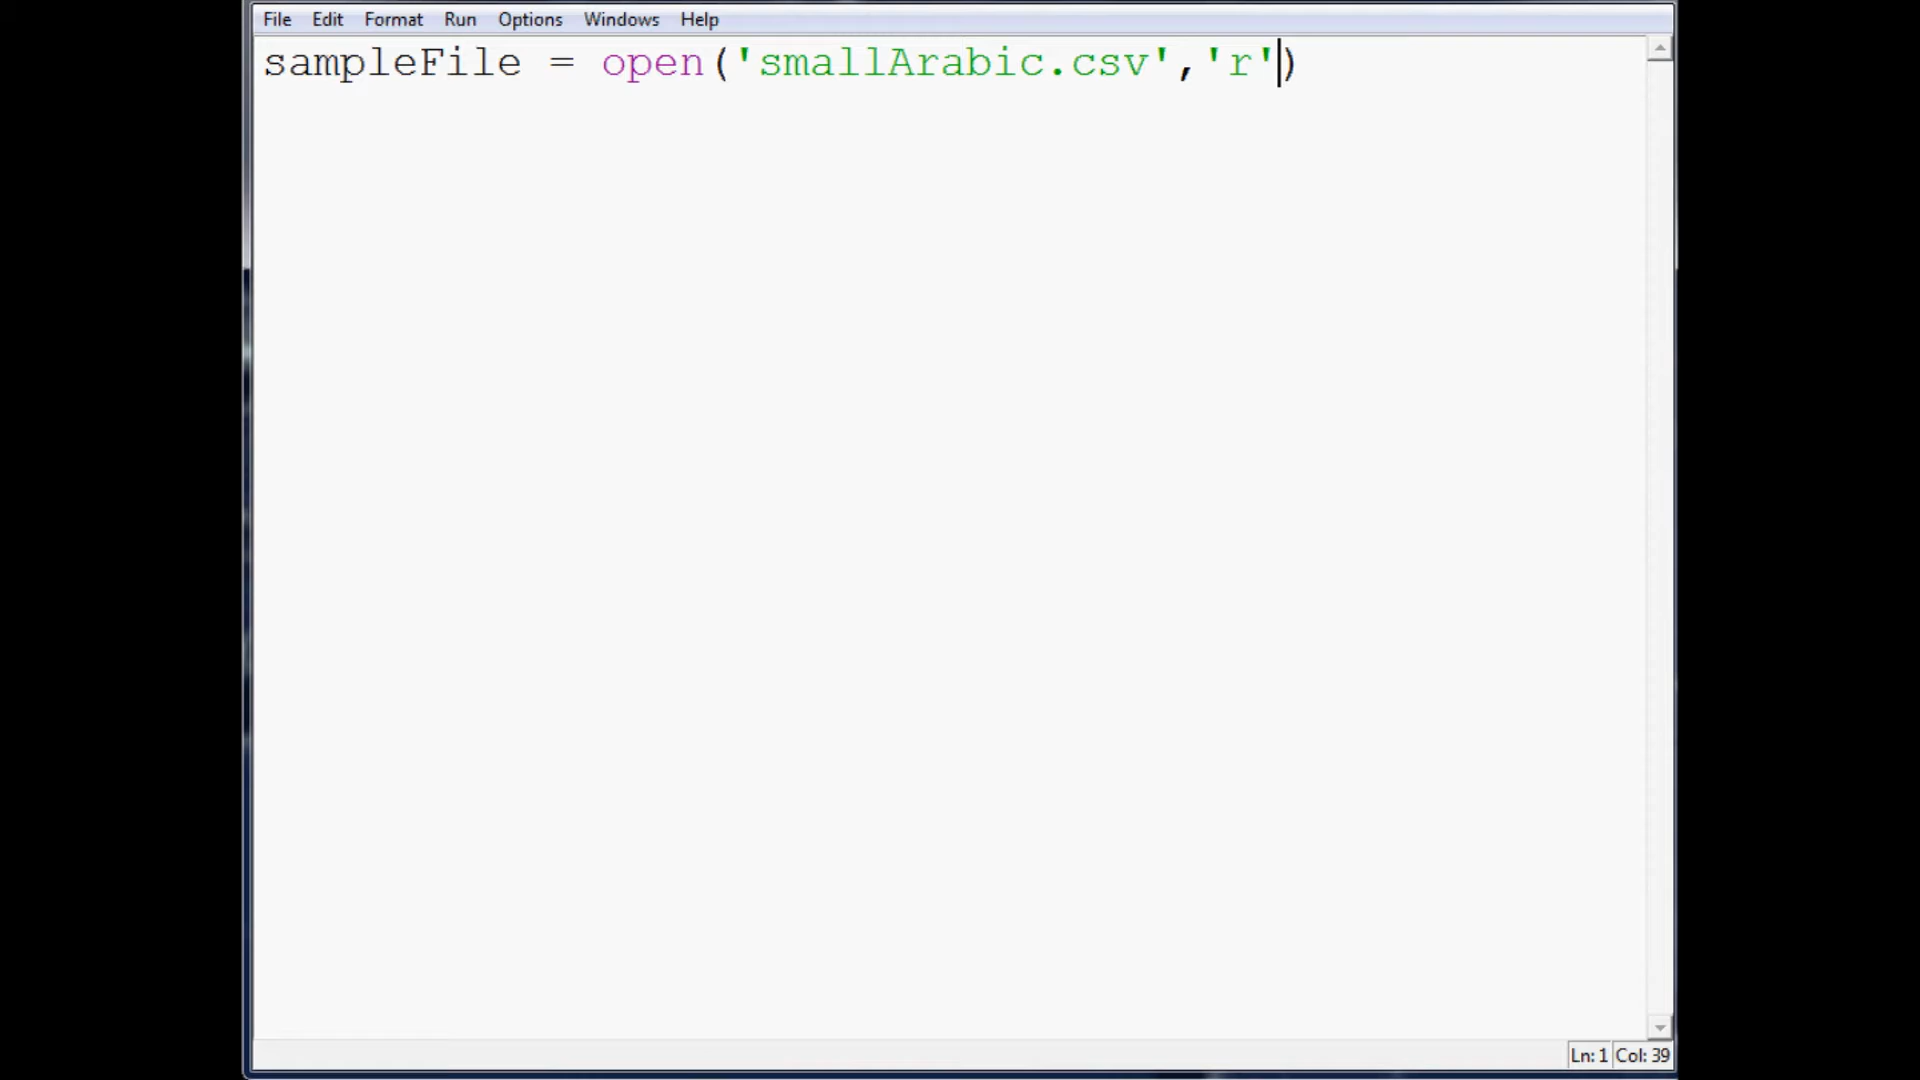 File Edit Format Run Options Windows Help
sampleFile = open('smallArabic.csv','r')
Ln: 1 Col: 39